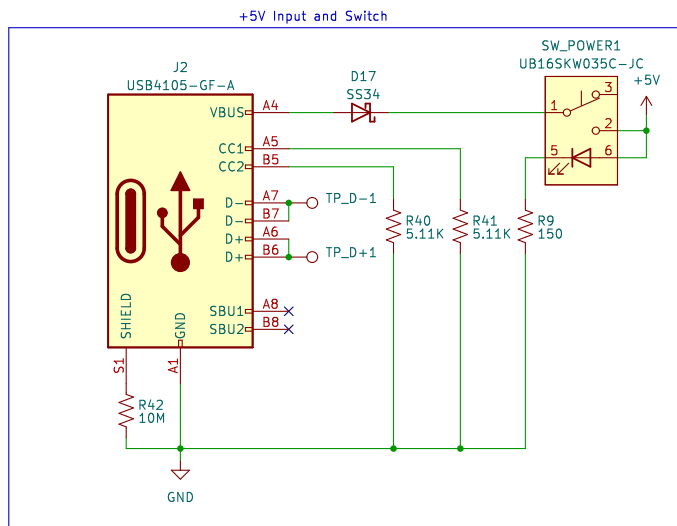 +5V Input and Switch
J2
USB4105-GF-A
VBUS
A4
CC1
A5
CC2
B5
D-
A7
D-
B7
D+
A6
D+
B6
SBU1
A8
SBU2
B8
SHIELD
GND
S1
A1
D17
SS34
TP_D-1
TP_D+1
SW_POWER1
UB16SKW035C-JC
+5V
1
3
2
5
6
R40
5.11K
R41
5.11K
R9
150
R42
10M
GND